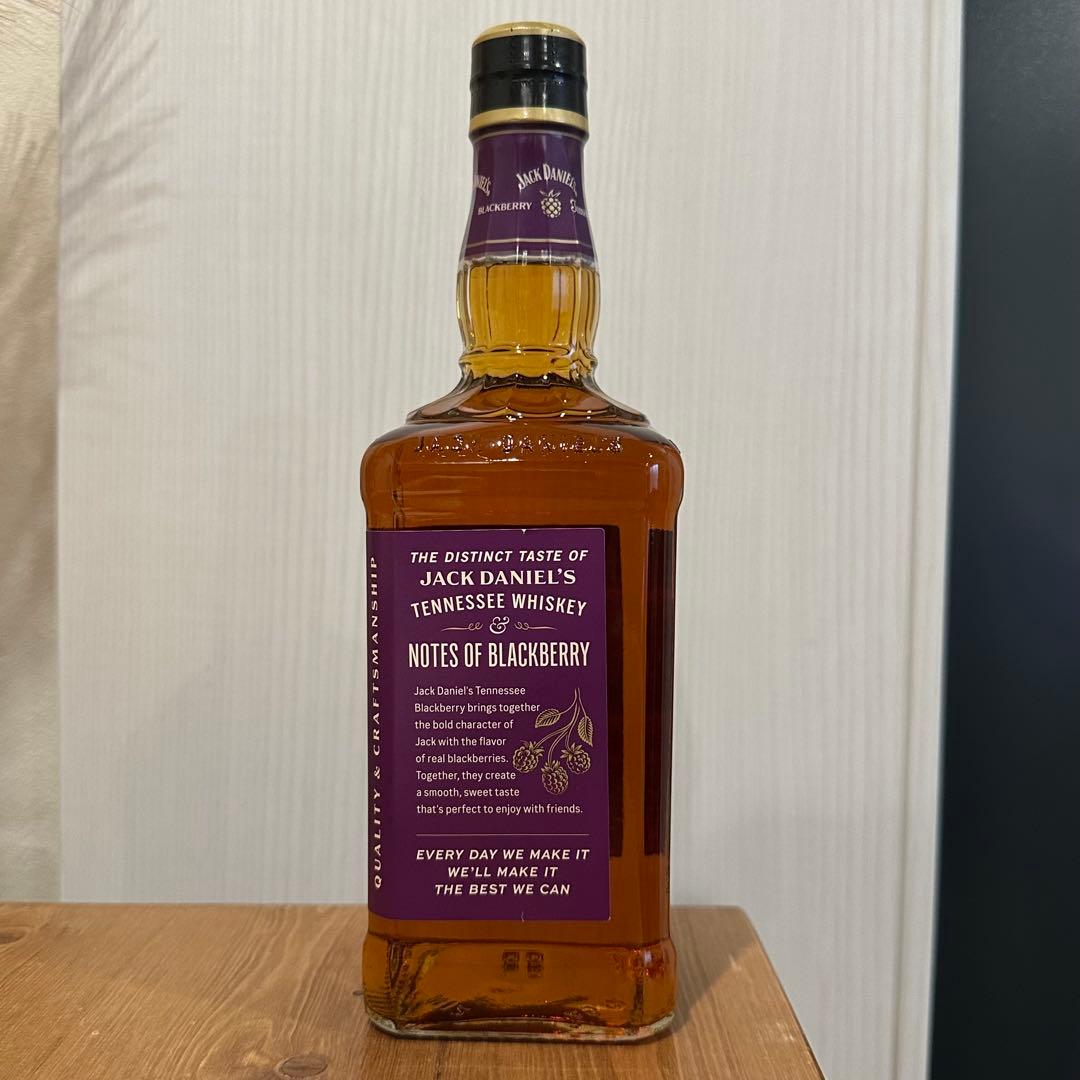 JACK DANIEL'S
BLACKBERRY
JACK DANIEL'S
QUALITY & CRAFTSMANSHIP
THE DISTINCT TASTE OF
JACK DANIEL'S
TENNESSEE WHISKEY
&
NOTES OF BLACKBERRY
Jack Daniel's Tennessee
Blackberry brings together
the bold character of
Jack with the flavor
of real blackberries.
Together, they create
a smooth, sweet taste
that's perfect to enjoy with friends.
EVERY DAY WE MAKE IT
WE'LL MAKE IT
THE BEST WE CAN